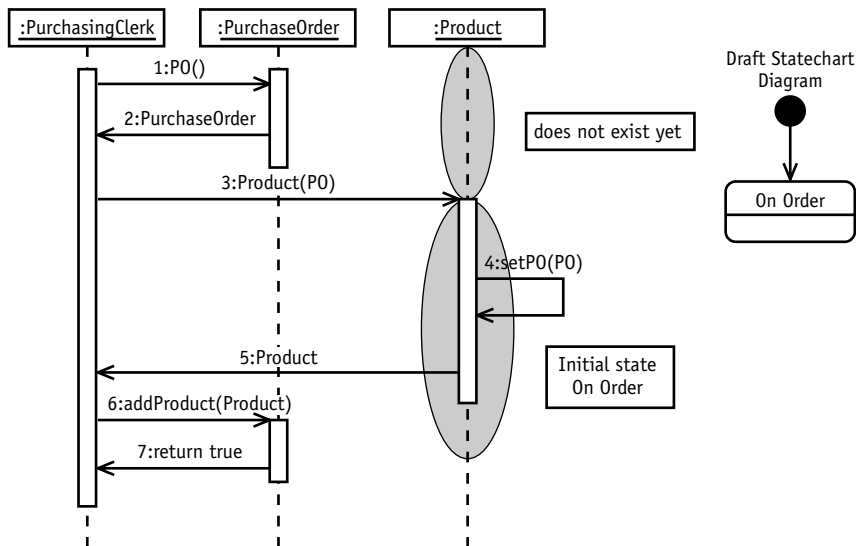 :PurchasingClerk
:PurchaseOrder
:Product
1:PO()
2:PurchaseOrder
3:Product(PO)
4:setPO(PO)
5:Product
6:addProduct(Product)
7:return true
does not exist yet
Initial state
On Order
Draft Statechart
Diagram
On Order